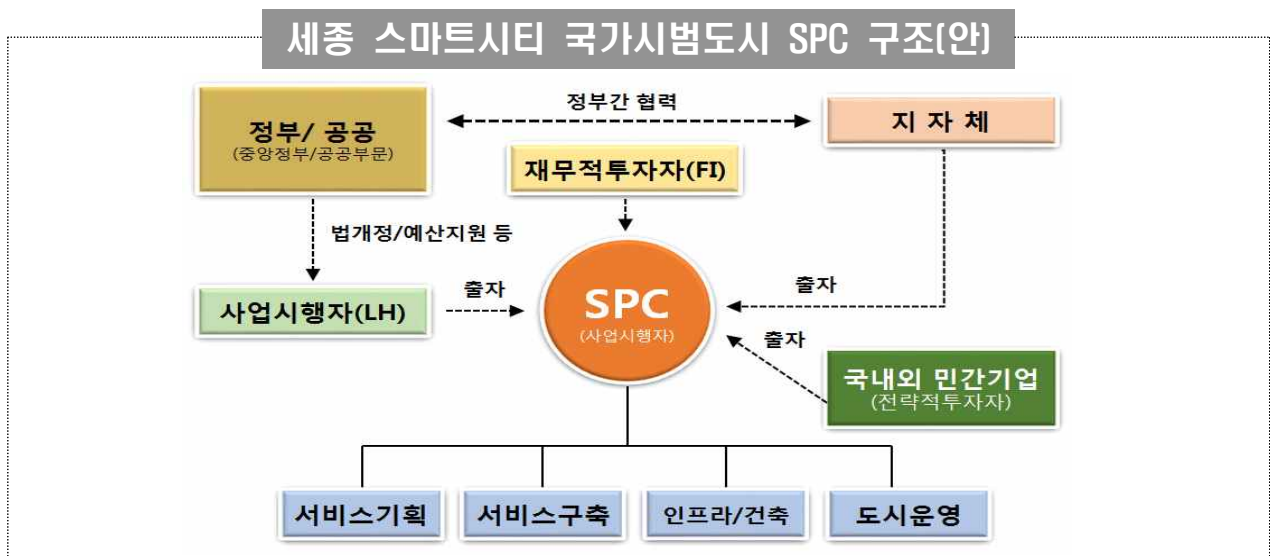 세종 스마트시티 국가시범도시 SPC 구조(안)
정부간 협력
정부/ 공공
(중앙정부/공공부문)
지 자 체
재무적투자자(FI)
법개정/예산지원 등
사업시행자(LH)
출자
SPC
(사업시행자)
출자
출자
국내외 민간기업
(전략적투자자)
서비스기획
서비스구축
인프라/건축
도시운영